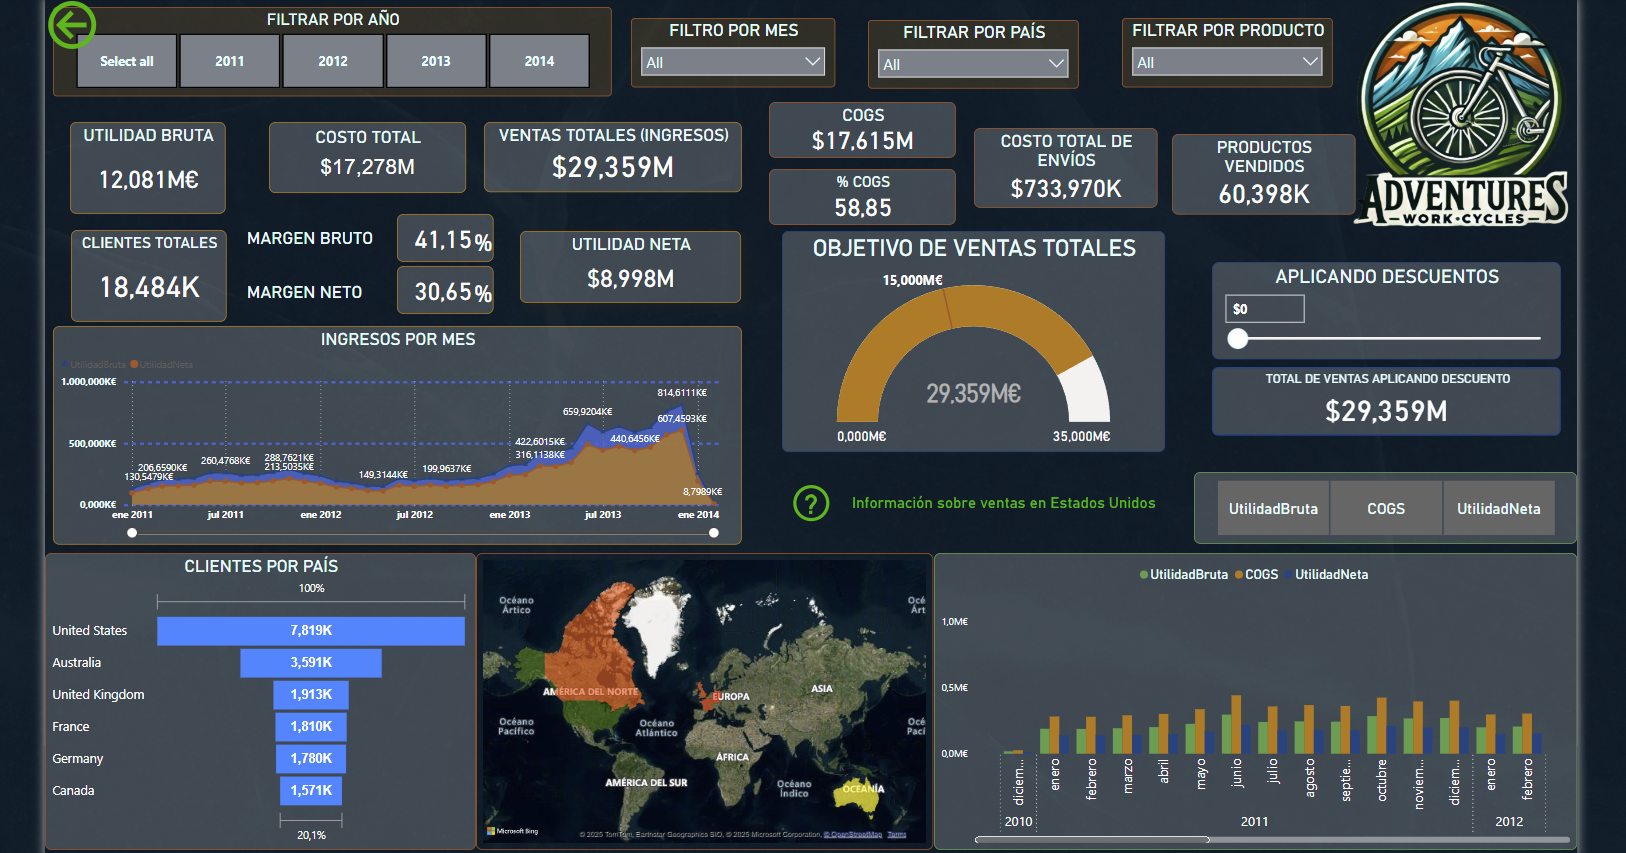 FILTRAR POR AÑO
Select all
2011
2012
2013
2014
FILTRO POR MES
All
FILTRAR POR PAÍS
All
FILTRAR POR PRODUCTO
All
ADVENTURES
WORK·CYCLES
UTILIDAD BRUTA
12,081M€
COSTO TOTAL
$17,278M
VENTAS TOTALES (INGRESOS)
$29,359M
COGS
$17,615M
% COGS
58,85
COSTO TOTAL DE
ENVÍOS
$733,970K
PRODUCTOS
VENDIDOS
60,398K
CLIENTES TOTALES
18,484K
MARGEN BRUTO
41,15%
MARGEN NETO
30,65%
UTILIDAD NETA
$8,998M
OBJETIVO DE VENTAS TOTALES
15,000M€
29,359M€
0,000M€
35,000M€
APLICANDO DESCUENTOS
$0
TOTAL DE VENTAS APLICANDO DESCUENTO
$29,359M
INGRESOS POR MES
UtilidadBruta
UtilidadNeta
1.000,000K€
500,000K€
0,000K€
130,5479K€
206,6590K€
260,4768K€
288,7621K€
213,5035K€
149,3144K€
199,9637K€
422,6015K€
316,1138K€
659,9204K€
440,6456K€
814,6111K€
607,4593K€
8,7989K€
ene 2011
jul 2011
ene 2012
jul 2012
ene 2013
jul 2013
ene 2014
?
Información sobre ventas en Estados Unidos
UtilidadBruta
COGS
UtilidadNeta
CLIENTES POR PAÍS
100%
United States
7,819K
Australia
3,591K
United Kingdom
1,913K
France
1,810K
Germany
1,780K
Canada
1,571K
20,1%
Océano
Ártico
Océ
Árt
AMÉRICA DEL NORTE
EUROPA
ASIA
Océano
Pacífico
Océano
Atlántico
Océ
Pací
ÁFRICA
AMÉRICA DEL SUR
Océano
Índico
OCEANÍA
Microsoft Bing
© 2025 TomTom, Earthstar Geographics SIO, © 2025 Microsoft Corporation, © OpenStreetMap Terms
UtilidadBruta
COGS
UtilidadNeta
1,0M€
0,5M€
0,0M€
diciem...
enero
febrero
marzo
abril
mayo
junio
julio
agosto
septie...
octubre
noviem...
diciem...
enero
febrero
2010
2011
2012